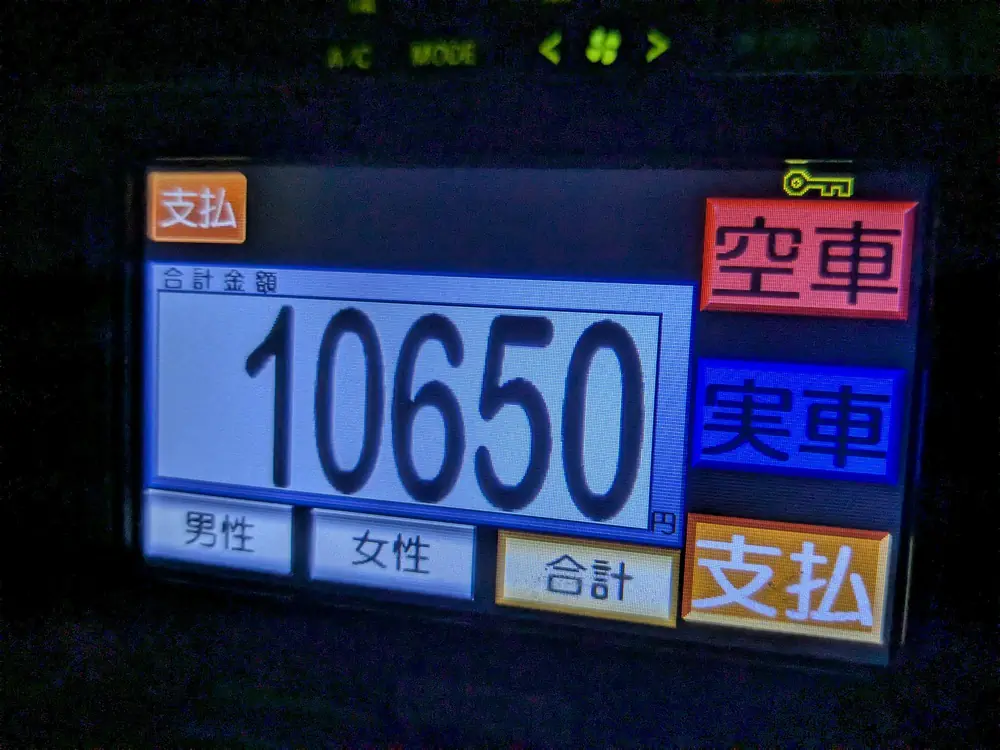 A/C MODE < >
支払
空車
合計金額
10650
円
実車
男性 女性 合計 支払